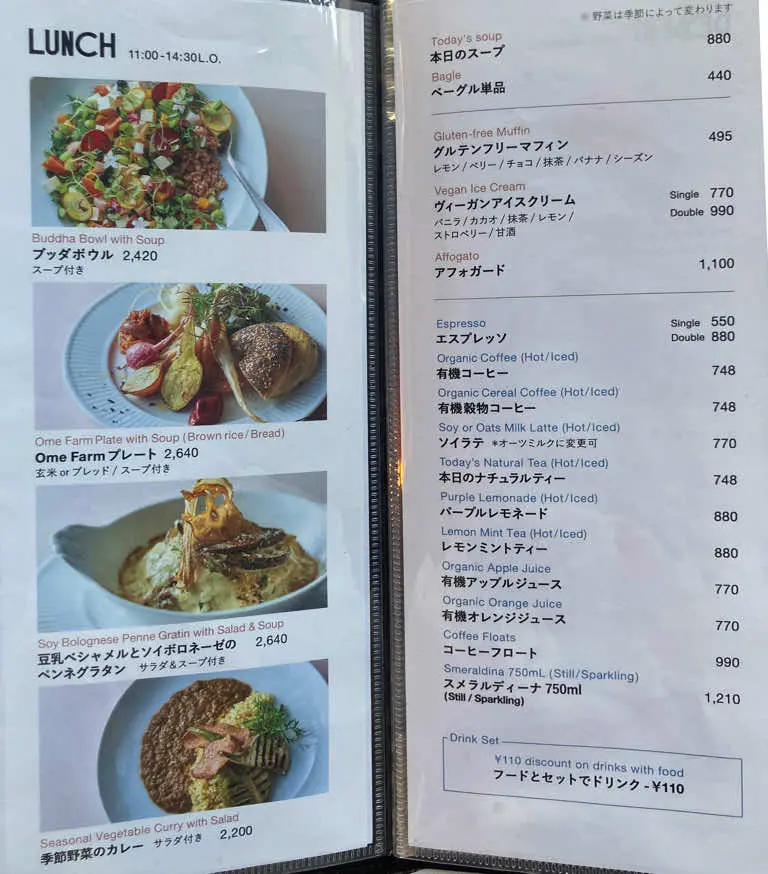 LUNCH 11:00-14:30L.O.
Buddha Bowl with Soup
ブッダボウル 2,420
スープ付き
Ome Farm Plate with Soup (Brown rice/Bread)
Ome Farm プレート 2,640
玄米 or ブレッド / スープ付き
Soy Bolognese Penne Gratin with Salad & Soup
豆乳ベシャメルとソイボロネーゼの 2,640
ペンネグラタン サラダ&スープ付き
Seasonal Vegetable Curry with Salad
季節野菜のカレー サラダ付き 2,200
※野菜は季節によって変わります
Today's soup
本日のスープ 880
Bagle
ベーグル単品 440
Gluten-free Muffin
グルテンフリーマフィン 495
レモン / ベリー / チョコ / 抹茶 / バナナ / シーズン
Vegan Ice Cream
ヴィーガンアイスクリーム Single 770
Double 990
バニラ / カカオ / 抹茶 / レモン /
ストロベリー / 甘酒
Affogato
アフォガード 1,100
Espresso Single 550
エスプレッソ Double 880
Organic Coffee (Hot/Iced)
有機コーヒー 748
Organic Cereal Coffee (Hot/Iced)
有機穀物コーヒー 748
Soy or Oats Milk Latte (Hot/Iced)
ソイラテ *オーツミルクに変更可 770
Today's Natural Tea (Hot/Iced)
本日のナチュラルティー 748
Purple Lemonade (Hot/Iced)
パープルレモネード 880
Lemon Mint Tea (Hot/Iced)
レモンミントティー 880
Organic Apple Juice
有機アップルジュース 770
Organic Orange Juice
有機オレンジジュース 770
Coffee Floats
コーヒーフロート 990
Smeraldina 750mL (Still/Sparkling)
スメラルディーナ 750ml
(Still / Sparkling) 1,210
Drink Set
¥110 discount on drinks with food
フードとセットでドリンク -¥110